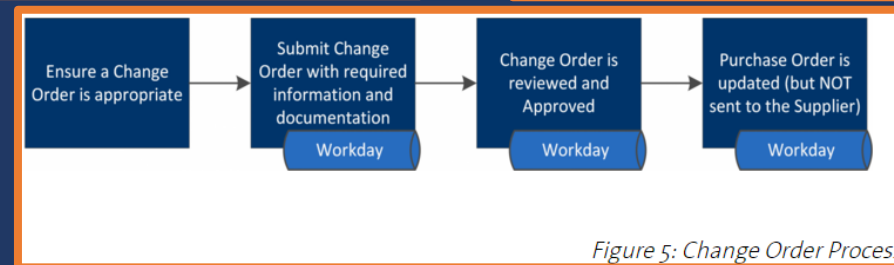 Ensure a Change
Order is appropriate
Submit Change
Order with required
information and
documentation
Workday
Change Order is
reviewed and
Approved
Workday
Purchase Order is
updated (but NOT
sent to the Supplier)
Workday
Figure 5: Change Order Proces